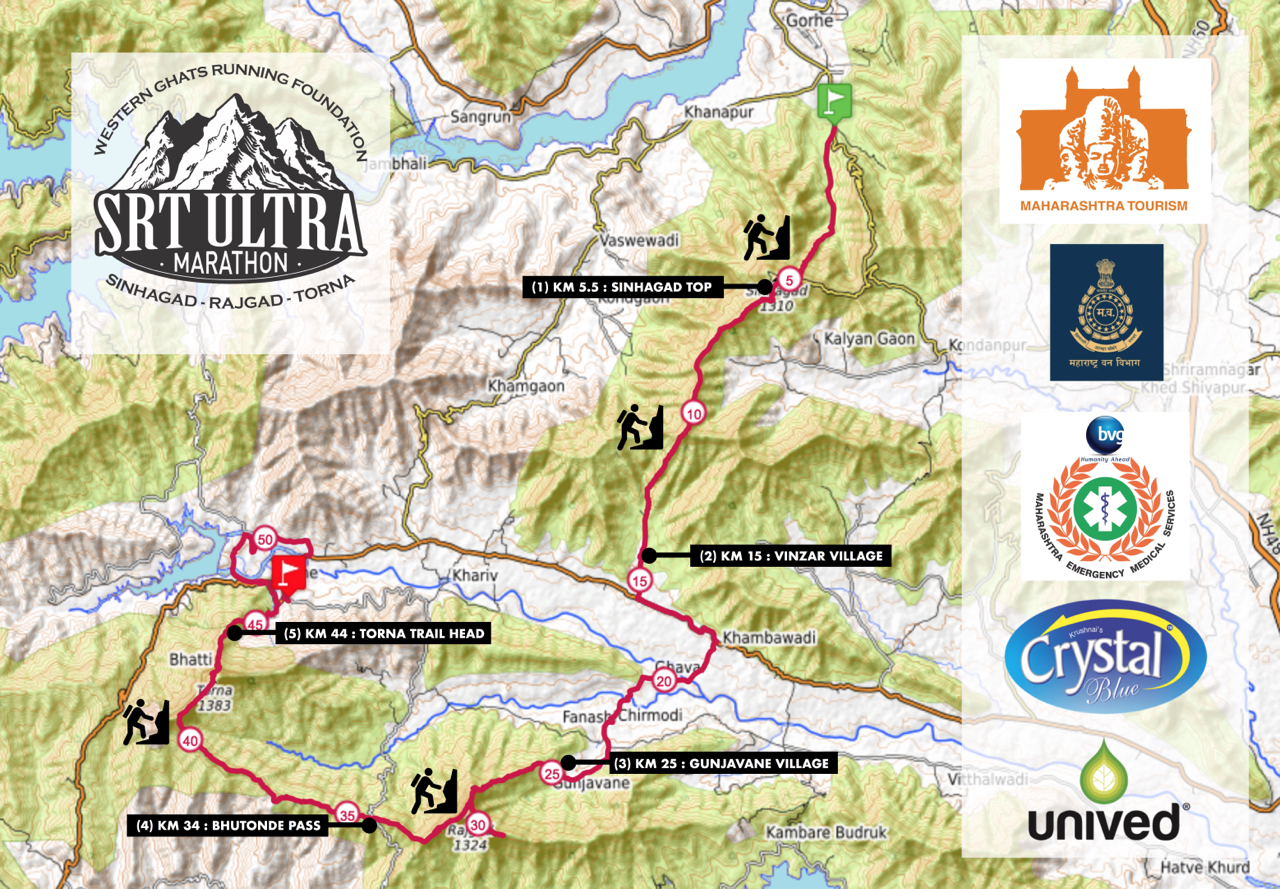 WESTERN GHATS RUNNING FOUNDATION
SRT ULTRA
· MARATHON ·
SINHAGAD - RAJGAD - TORNA
Gorhe
NH60
Sangrun
Khanapur
Jambhali
Vaswewadi
(1) KM 5.5 : SINHAGAD TOP
5
1310
Kalyan Gaon
Kondanpur
Shriramnagar
Khed Shivapur
Khamgaon
10
(2) KM 15 : VINZAR VILLAGE
15
50
Khariv
NH48
45
(5) KM 44 : TORNA TRAIL HEAD
Khambawadi
Bhatti
20
Torna
1383
Fanashi
Chirmodi
40
(3) KM 25 : GUNJAVANE VILLAGE
25
Gunjavane
Vitthalwadi
35
(4) KM 34 : BHUTONDE PASS
30
1324
Kambare Budruk
Hatve Khurd
MAHARASHTRA TOURISM
म.व.
महाराष्ट्र वन विभाग
bvg
Humanity Ahead
MAHARASHTRA EMERGENCY MEDICAL SERVICES
Krushnai's
Crystal
Blue
unived®